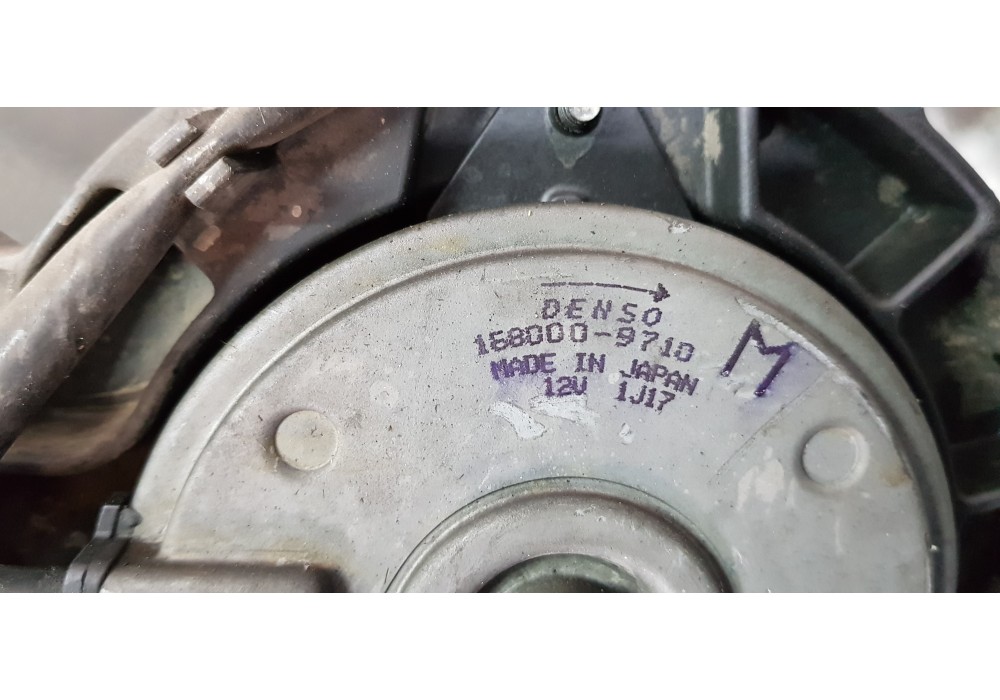 DENSO
168000-9710
MADE IN JAPAN
12V 1J17
M